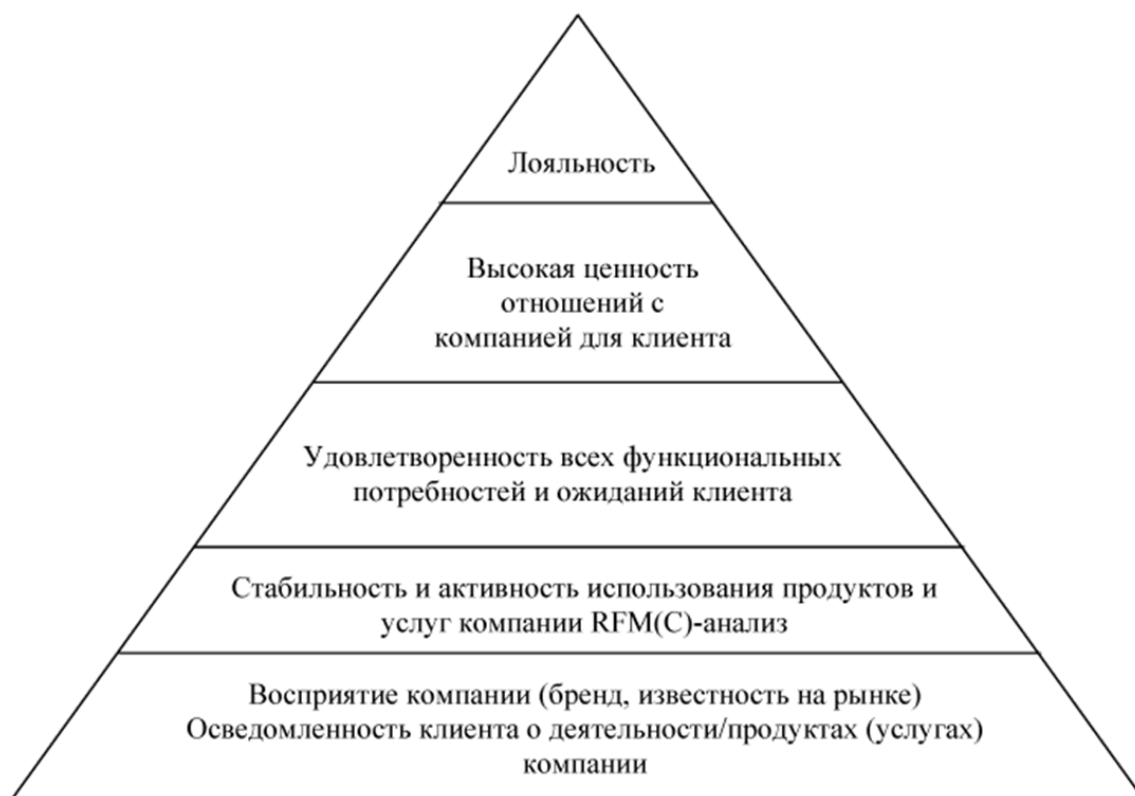 Лояльность
Высокая ценность
отношений с
компанией для клиента
Удовлетворенность всех функциональных
потребностей и ожиданий клиента
Стабильность и активность использования продуктов и
услуг компании RFM(C)-анализ
Восприятие компании (бренд, известность на рынке)
Осведомленность клиента о деятельности/продуктах (услугах)
компании